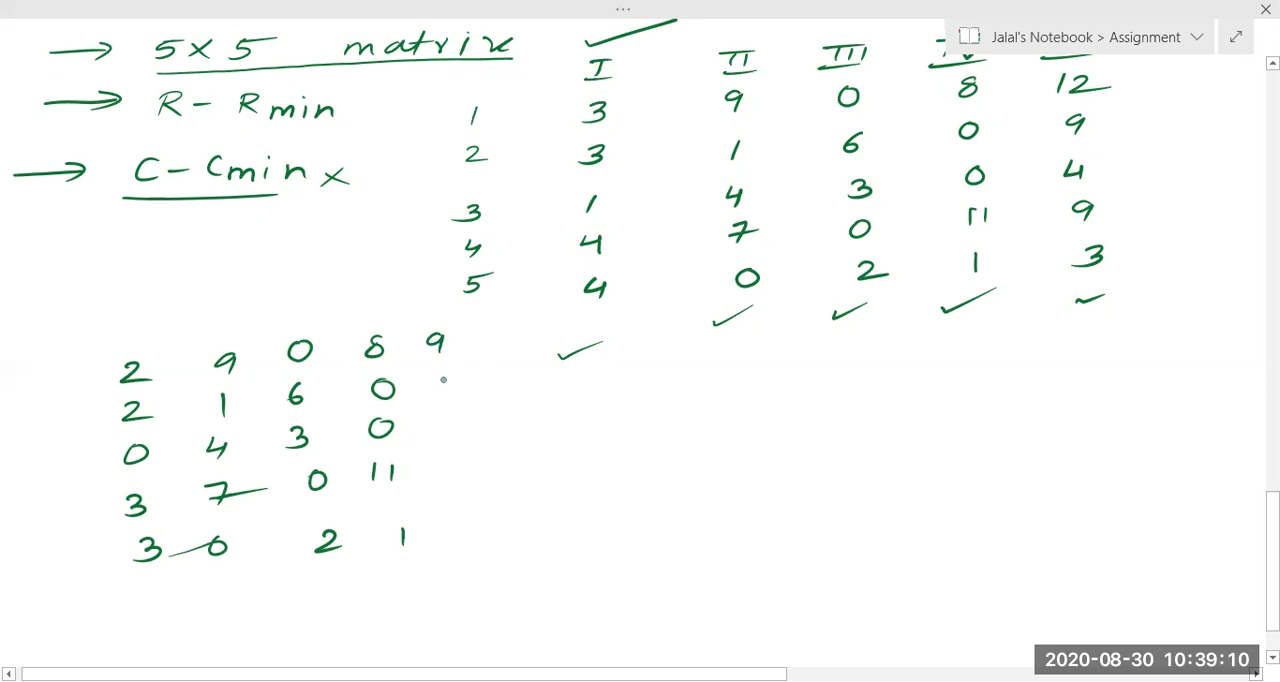 Jalal's Notebook > Assignment
→ 5×5 matrix
→ R - Rmin
→ C - Cmin ×
I II III
1 3 9 0 8 12
2 3 1 6 0 9
3 1 4 3 0 4
4 4 7 0 11 9
5 4 0 2 1 3
2 9 0 8 9
2 1 6 0
0 4 3 0
3 7 0 11
3 0 2 1
2020-08-30 10:39:10